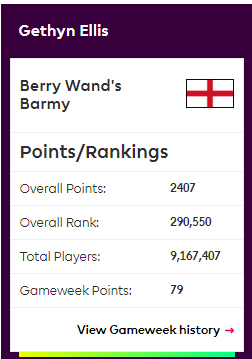 Gethyn Ellis
Berry Wand's
Barmy
Points/Rankings
Overall Points: 2407
Overall Rank: 290,550
Total Players: 9,167,407
Gameweek Points: 79
View Gameweek history →